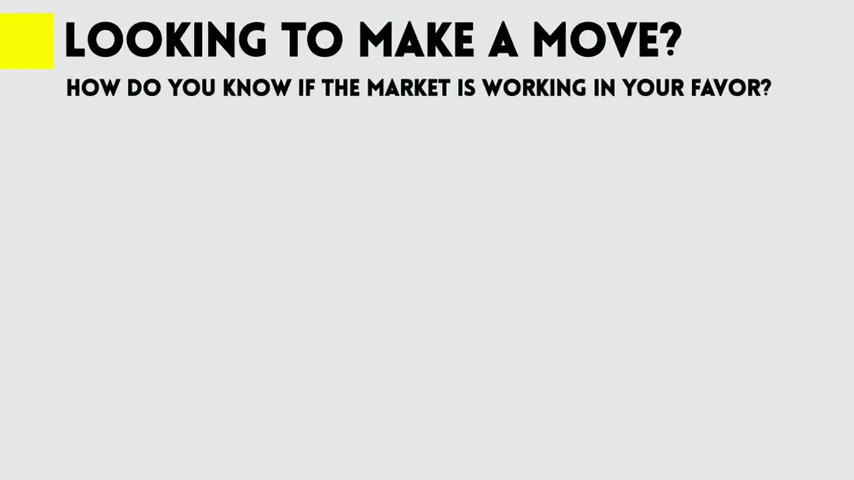 LOOKING TO MAKE A MOVE?
HOW DO YOU KNOW IF THE MARKET IS WORKING IN YOUR FAVOR?